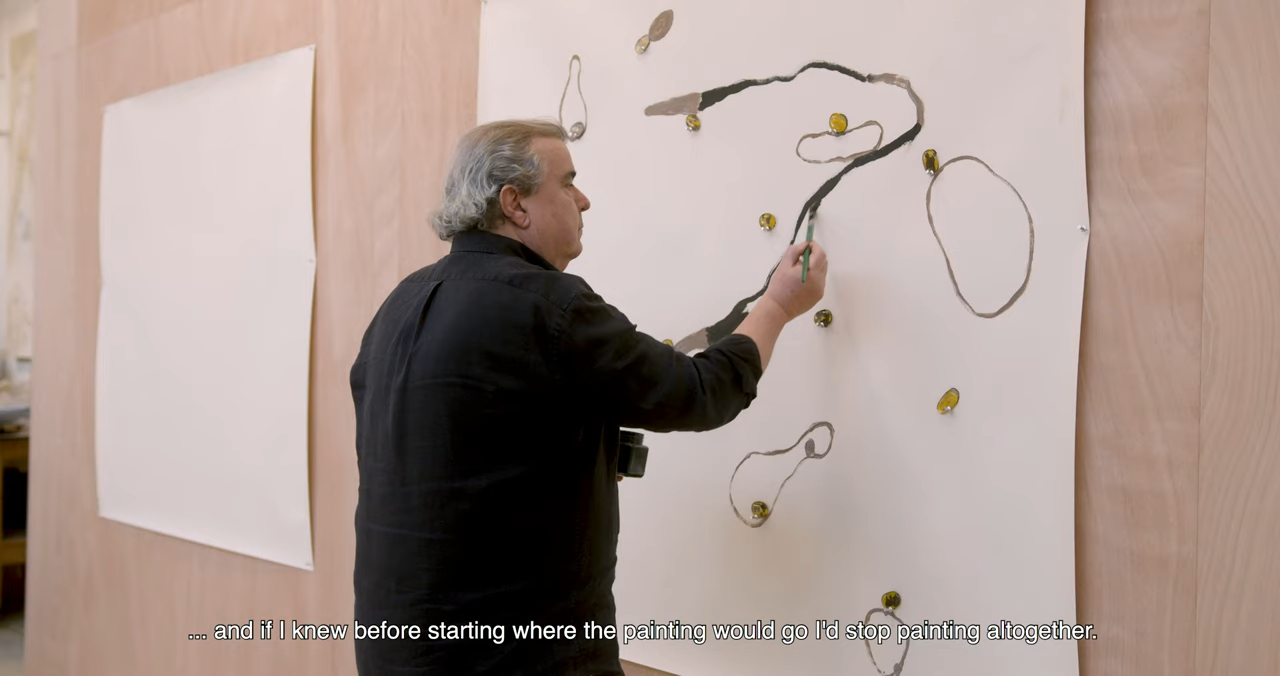 ... and if I knew before starting where the painting would go I'd stop painting altogether.